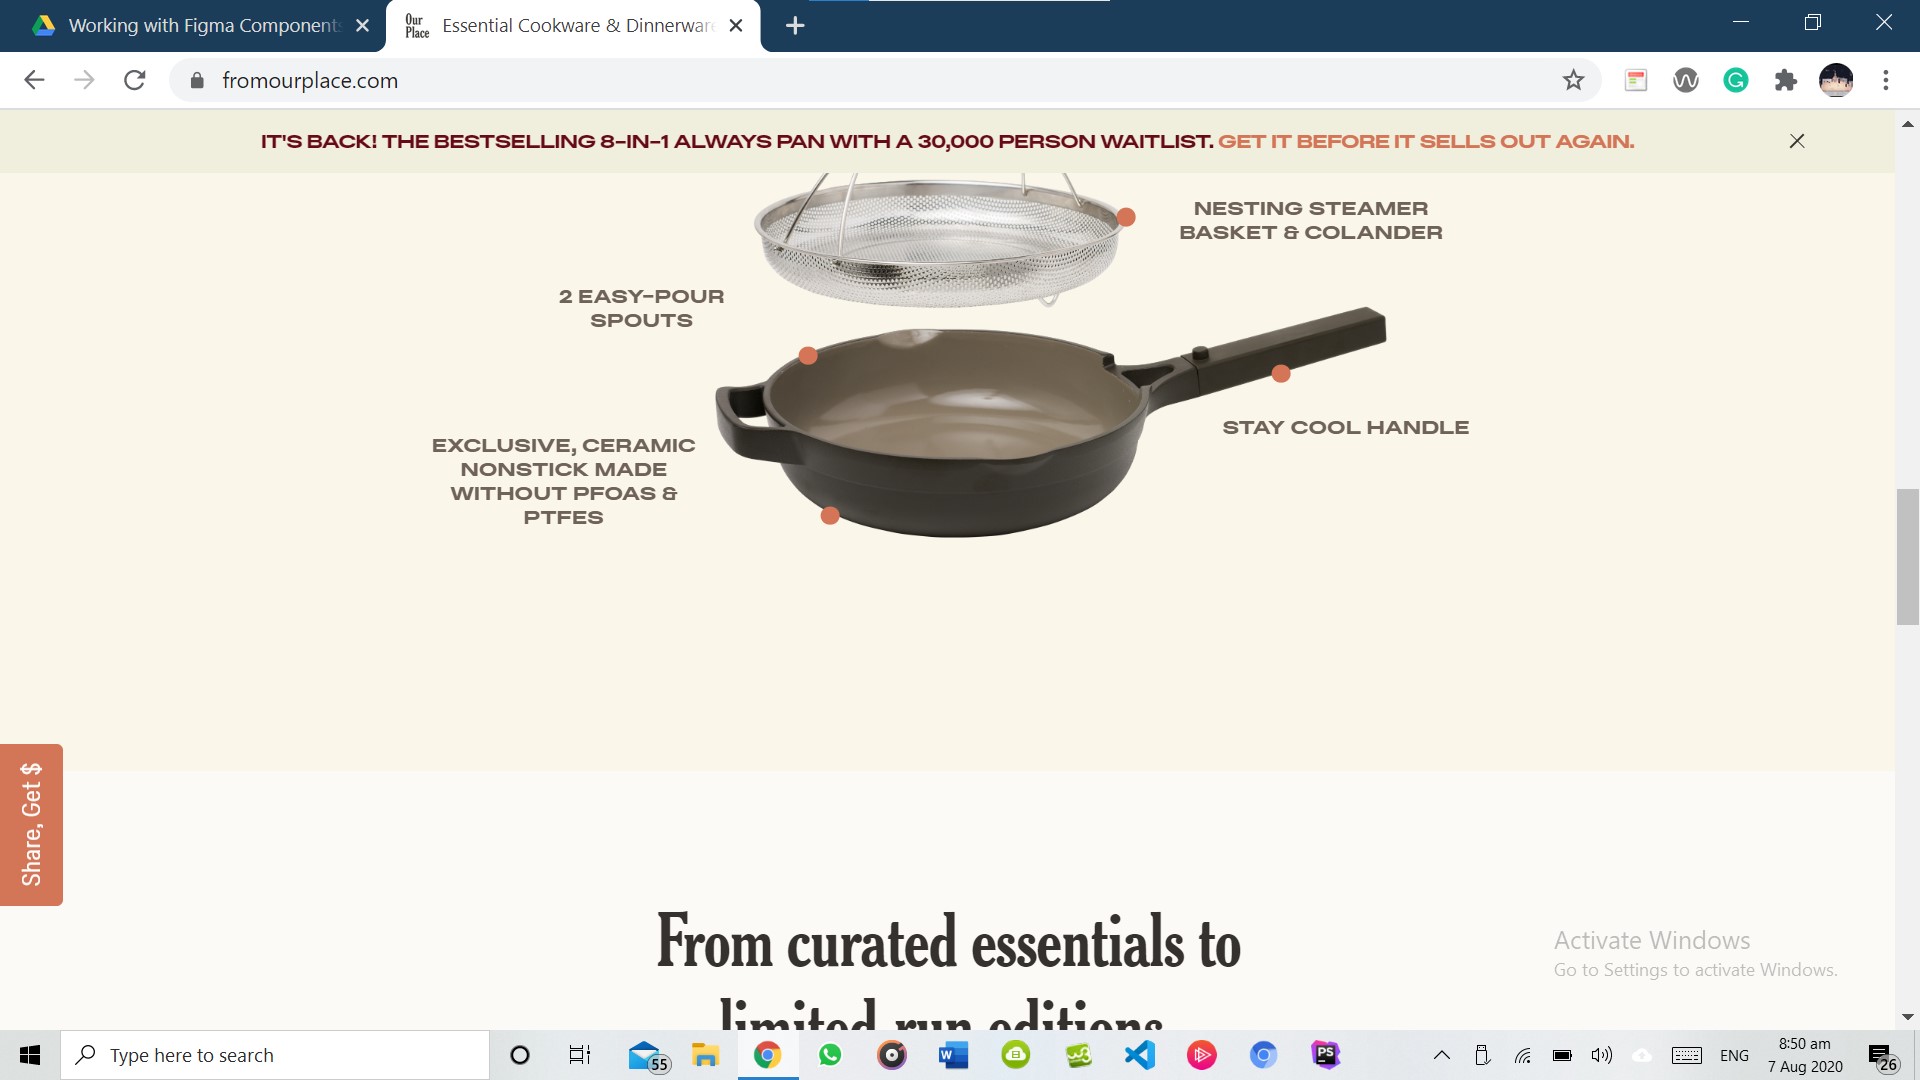 Working with Figma Components
Our
Place
Essential Cookware & Dinnerware
fromourplace.com
IT'S BACK! THE BESTSELLING 8-IN-1 ALWAYS PAN WITH A 30,000 PERSON WAITLIST. GET IT BEFORE IT SELLS OUT AGAIN.
NESTING STEAMER
BASKET & COLANDER
2 EASY-POUR
SPOUTS
STAY COOL HANDLE
EXCLUSIVE, CERAMIC
NONSTICK MADE
WITHOUT PFOAS &
PTFES
Share, Get $
From curated essentials to
limited run editions
Activate Windows
Go to Settings to activate Windows.
Type here to search
55
W
PS
ENG
8:50 am
7 Aug 2020
26